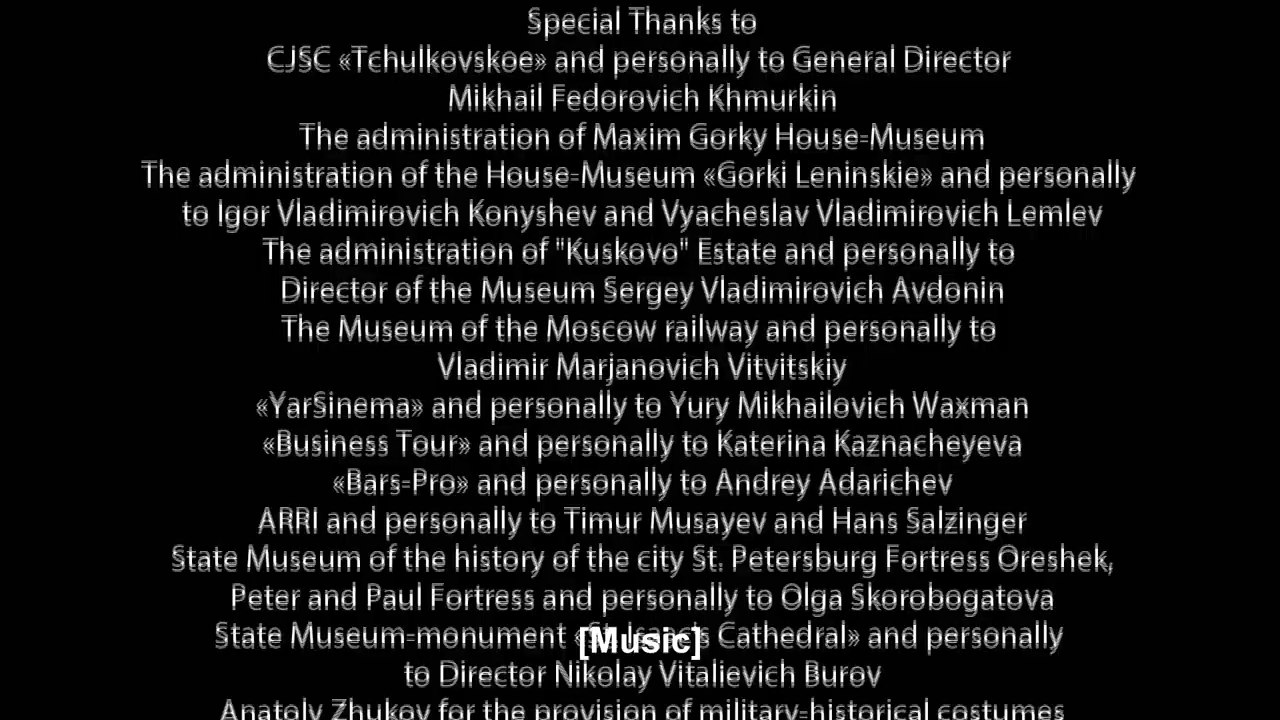 Special Thanks to
CJSC «Tchulkovskoe» and personally to General Director
Mikhail Fedorovich Khmurkin
The administration of Maxim Gorky House-Museum
The administration of the House-Museum «Gorki Leninskie» and personally
to Igor Vladimirovich Konyshev and Vyacheslav Vladimirovich Lemlev
The administration of "Kuskovo" Estate and personally to
Director of the Museum Sergey Vladimirovich Avdonin
The Museum of the Moscow railway and personally to
Vladimir Marjanovich Vitvitskiy
«YarSinema» and personally to Yury Mikhailovich Waxman
«Business Tour» and personally to Katerina Kaznacheyeva
«Bars-Pro» and personally to Andrey Adarichev
ARRI and personally to Timur Musayev and Hans Salzinger
State Museum of the history of the city St. Petersburg Fortress Oreshek,
Peter and Paul Fortress and personally to Olga Skorobogatova
State Museum-monument «St. Isaac's Cathedral» and personally
[Music]
to Director Nikolay Vitalievich Burov
Anatoly Zhukov for the provision of military-historical costumes